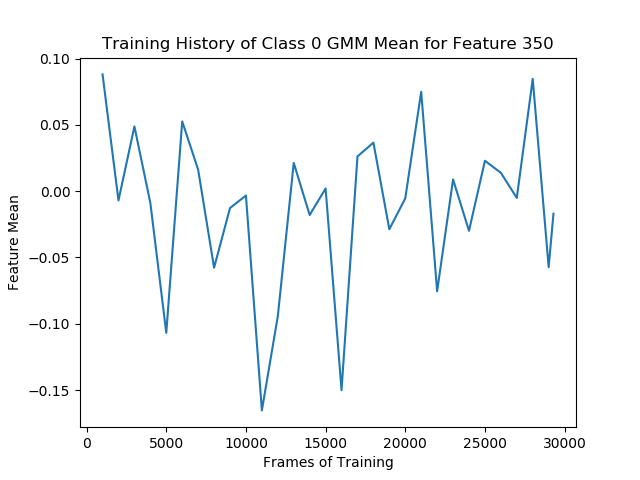 Training History of Class 0 GMM Mean for Feature 350
0.10
0.05
0.00
−0.05
−0.10
−0.15
Feature Mean
0 5000 10000 15000 20000 25000 30000
Frames of Training